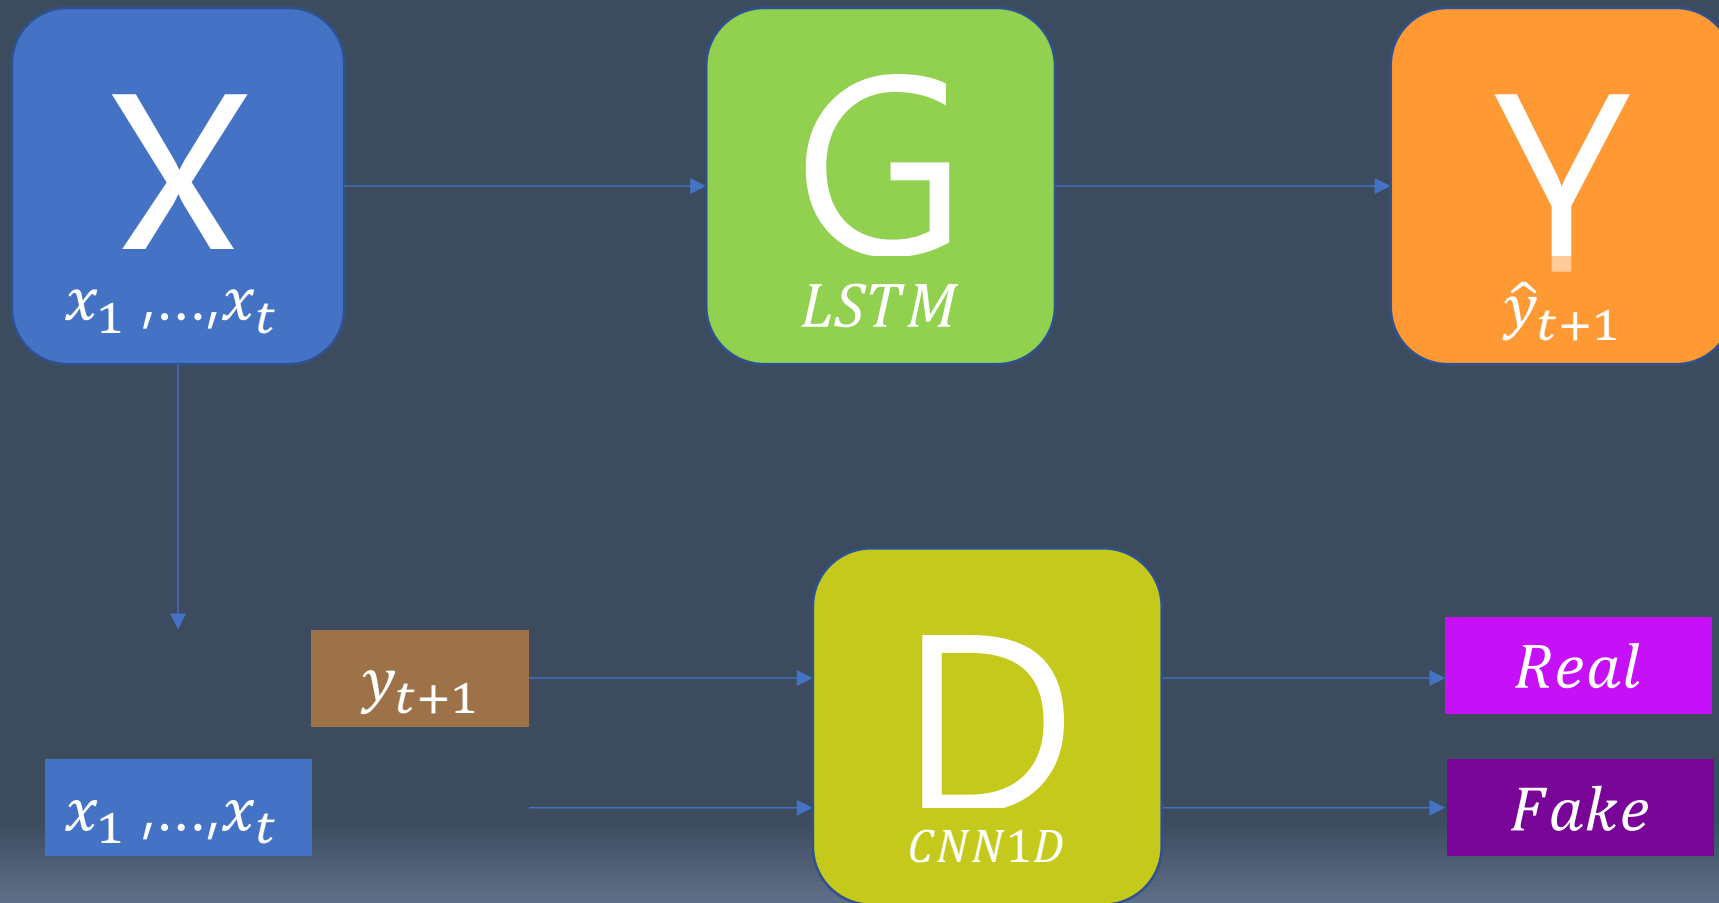 X
x₁ ,...,xₜ
G
LSTM
Y
ŷₜ₊₁
yₜ₊₁
x₁ ,...,xₜ
D
CNN1D
Real
Fake